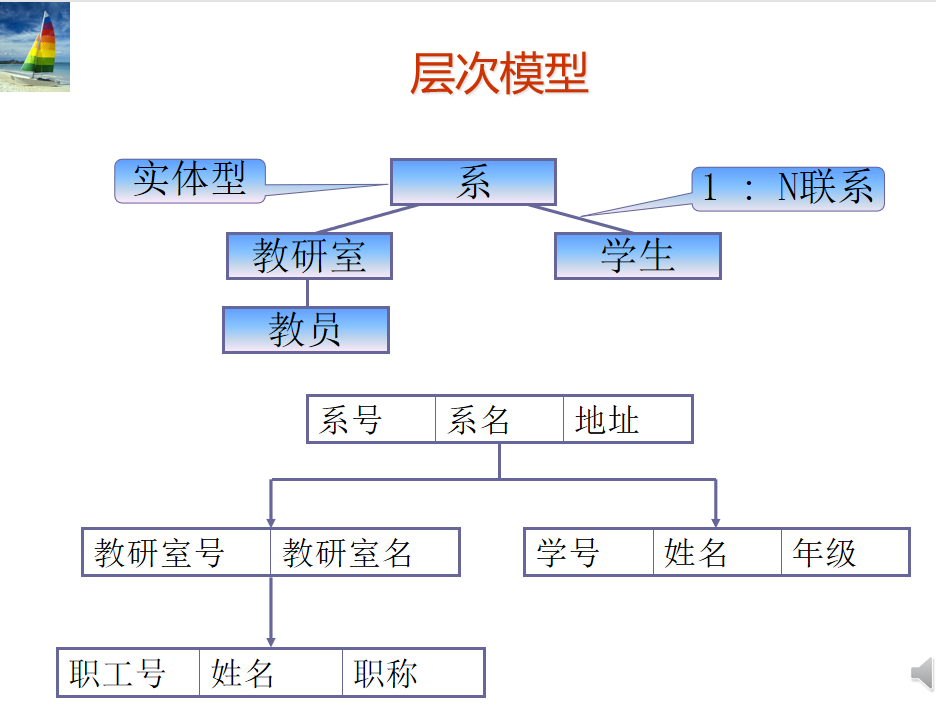 层次模型
实体型
系
1 : N联系
教研室
学生
教员
系号 系名 地址
教研室号 教研室名
学号 姓名 年级
职工号 姓名 职称